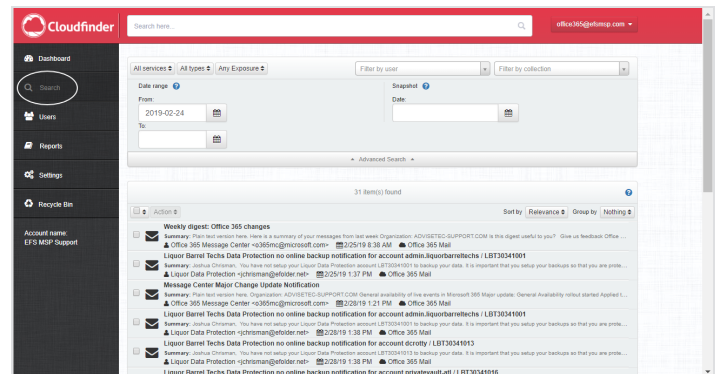 Cloudfinder
Search here...
office365@efsmsp.com
Dashboard
Search
Users
Reports
Settings
Recycle Bin
Account name:
EFS MSP Support
All services All types Any Exposure Filter by user Filter by collection
Date range Snapshot
From: Date:
2019-02-24
To:
Advanced Search
31 item(s) found
Action Sort by Relevance Group by Nothing
Weekly digest: Office 365 changes
Summary: Plain text version here. Here is a summary of your messages from last week Organization: ADVISETEC-SUPPORT.COM Is this digest useful to you? Give us feedback Office ...
Office 365 Message Center <o365mc@microsoft.com> 2/25/19 8:38 AM Office 365 Mail
Liquor Barrel Techs Data Protection no online backup notification for account admin.liquorbarreltechs / LBT30341001
Summary: Joshua Chrisman, You have not setup your Liquor Data Protection account LBT30341001 to backup your data. It is important that you setup your backups so that you are prote...
Liquor Data Protection <jchrisman@efolder.net> 2/25/19 1:37 PM Office 365 Mail
Message Center Major Change Update Notification
Summary: Plain text version here. Organization: ADVISETEC-SUPPORT.COM General availability of live events in Microsoft 365 Major update: General Availability rollout started Applied t...
Office 365 Message Center <o365mc@microsoft.com> 2/28/19 1:21 PM Office 365 Mail
Liquor Barrel Techs Data Protection no online backup notification for account admin.liquorbarreltechs / LBT30341001
Summary: Joshua Chrisman, You have not setup your Liquor Data Protection account LBT30341001 to backup your data. It is important that you setup your backups so that you are prote...
Liquor Data Protection <jchrisman@efolder.net> 2/28/19 1:38 PM Office 365 Mail
Liquor Barrel Techs Data Protection no online backup notification for account dcrotty / LBT30341013
Summary: Joshua Chrisman, You have not setup your Liquor Data Protection account LBT30341013 to backup your data. It is important that you setup your backups so that you are prote...
Liquor Data Protection <jchrisman@efolder.net> 2/28/19 1:38 PM Office 365 Mail
Liquor Barrel Techs Data Protection no online backup notification for account privatevault-atl / LBT30341016